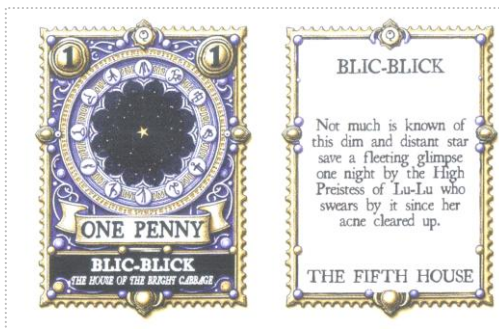 1
1
ONE PENNY
BLIC-BLICK
THE HOUSE OF THE BRIGHT CABBAGE
BLIC-BLICK
Not much is known of
this dim and distant star
save a fleeting glimpse
one night by the High
Preistess of Lu-Lu who
swears by it since her
acne cleared up.
THE FIFTH HOUSE